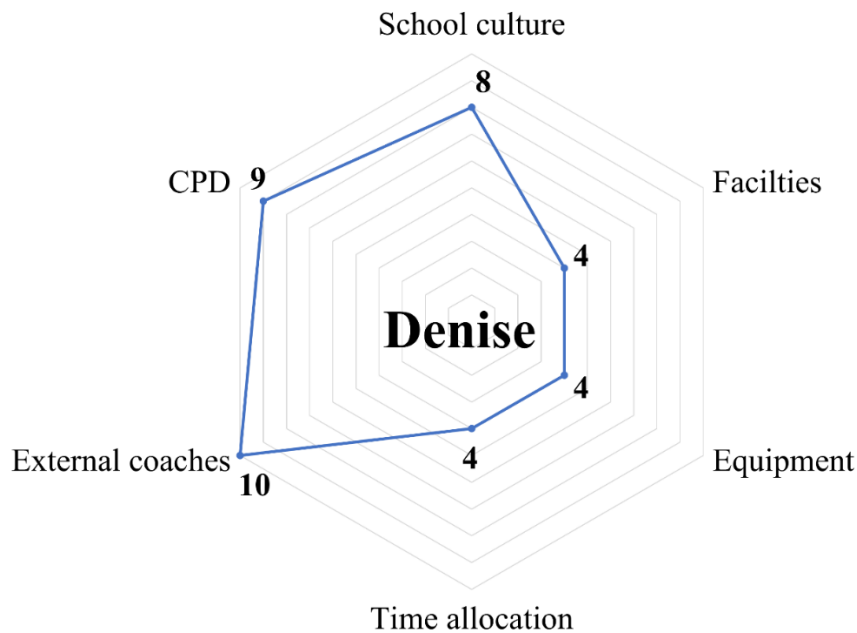 School culture
8
CPD
9
Facilties
4
Denise
4
External coaches
10
4
Equipment
Time allocation